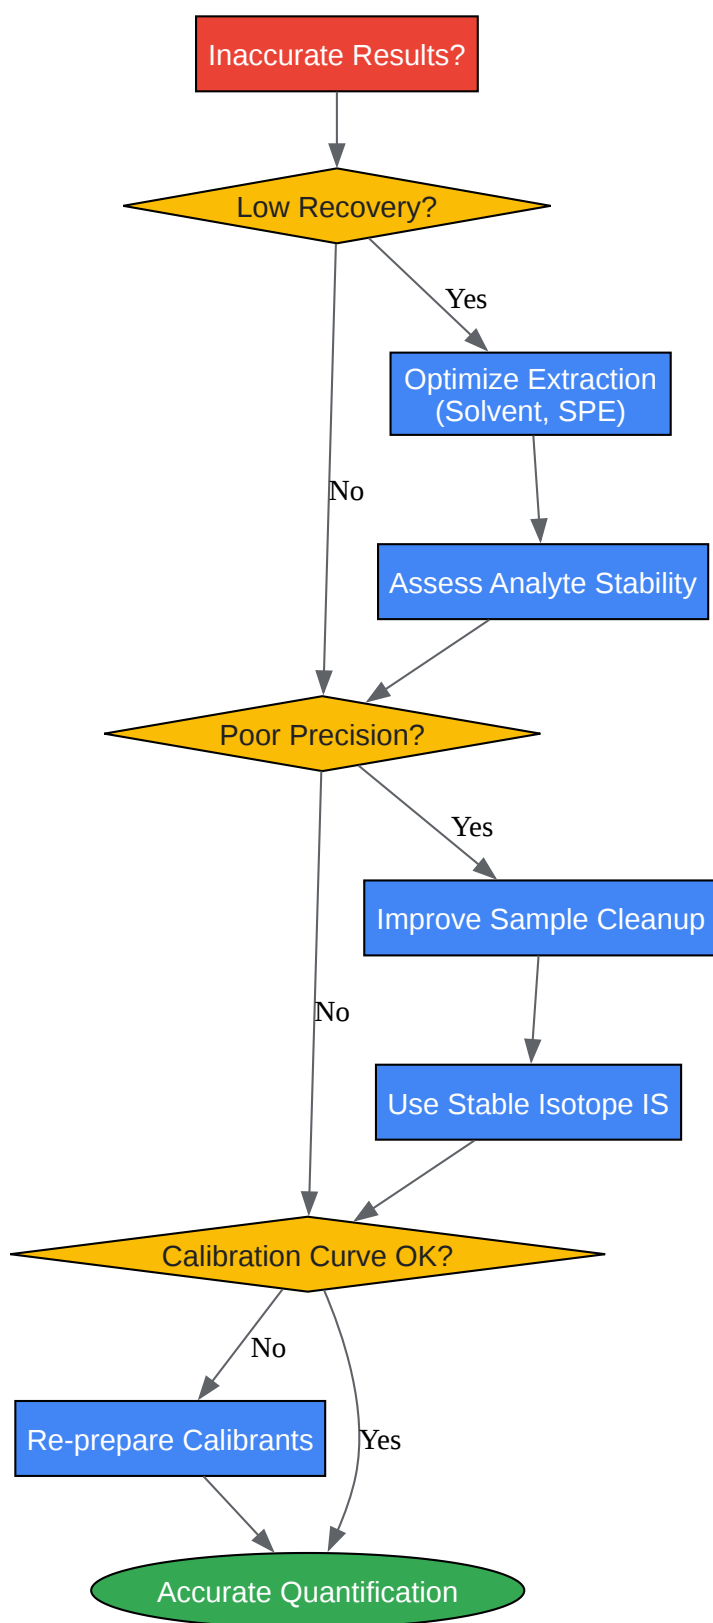 Inaccurate Results?
Low Recovery?
Yes
Optimize Extraction
(Solvent, SPE)
No
Assess Analyte Stability
Poor Precision?
Yes
Improve Sample Cleanup
No
Use Stable Isotope IS
Calibration Curve OK?
No
Re-prepare Calibrants
Yes
Accurate Quantification